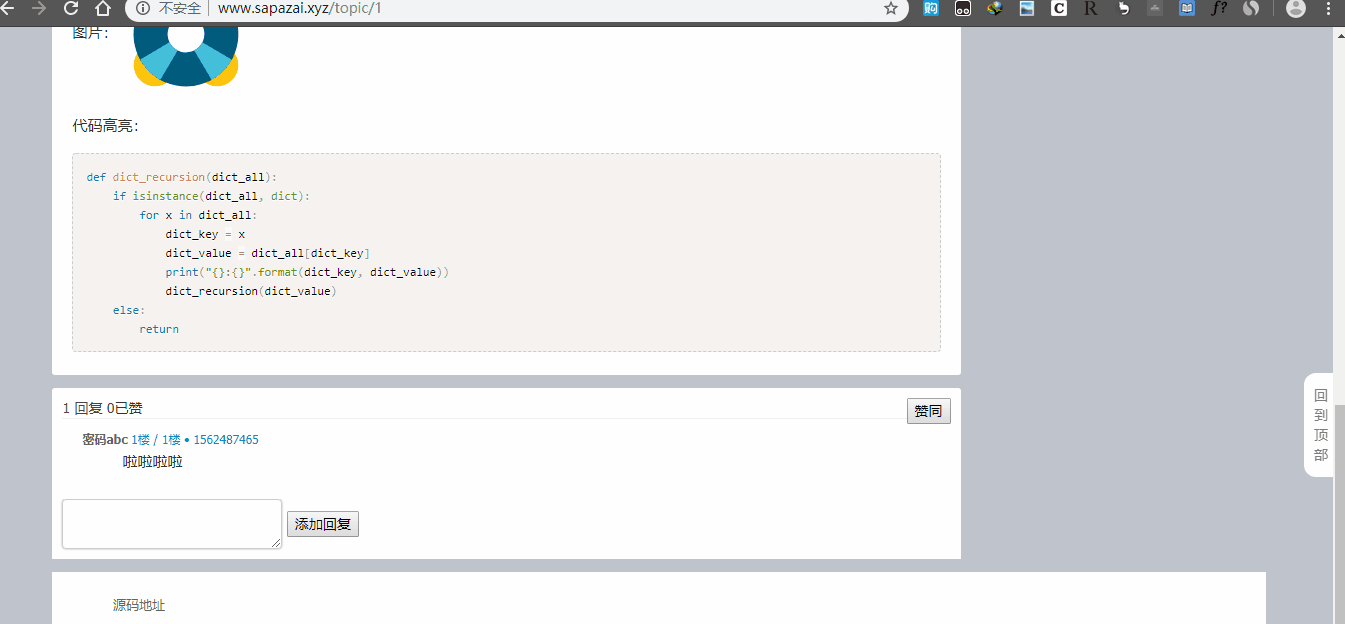 不安全 www.sapazai.xyz/topic/1
图片：
代码高亮：
def dict_recursion(dict_all):
    if isinstance(dict_all, dict):
        for x in dict_all:
            dict_key = x
            dict_value = dict_all[dict_key]
            print("{}:{}".format(dict_key, dict_value))
            dict_recursion(dict_value)
    else:
        return
1 回复 0已赞
赞同
密码abc 1楼 / 1楼 • 1562487465
啦啦啦啦
添加回复
回
到
顶
部
源码地址